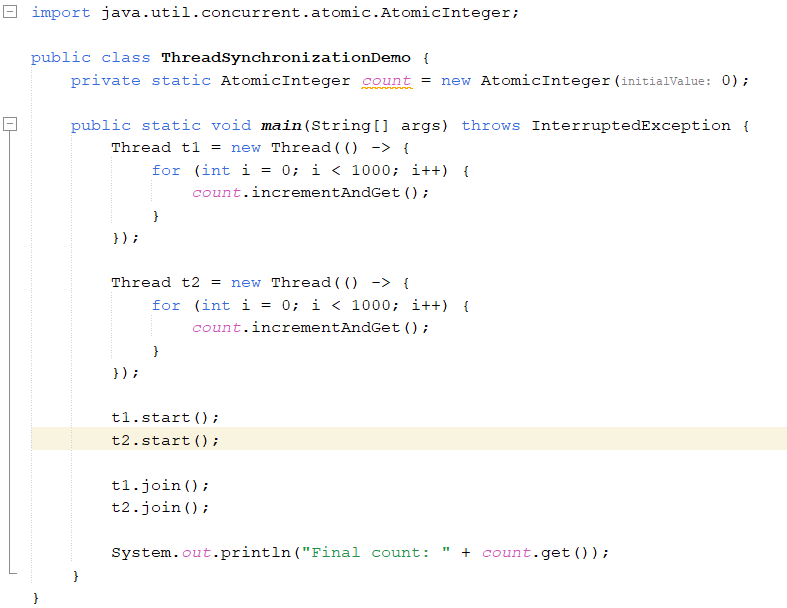 import java.util.concurrent.atomic.AtomicInteger;
public class ThreadSynchronizationDemo {
    private static AtomicInteger count = new AtomicInteger(initialValue: 0);
    public static void main(String[] args) throws InterruptedException {
        Thread t1 = new Thread(() -> {
            for (int i = 0; i < 1000; i++) {
                count.incrementAndGet();
            }
        });
        Thread t2 = new Thread(() -> {
            for (int i = 0; i < 1000; i++) {
                count.incrementAndGet();
            }
        });
        t1.start();
        t2.start();
        t1.join();
        t2.join();
        System.out.println("Final count: " + count.get());
    }
}